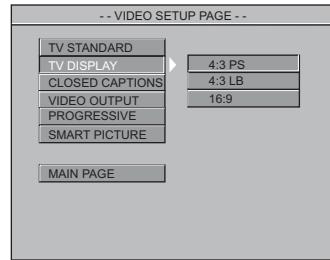 - - VIDEO SETUP PAGE - -
TV STANDARD
TV DISPLAY
CLOSED CAPTIONS
VIDEO OUTPUT
PROGRESSIVE
SMART PICTURE
MAIN PAGE
4:3 PS
4:3 LB
16:9